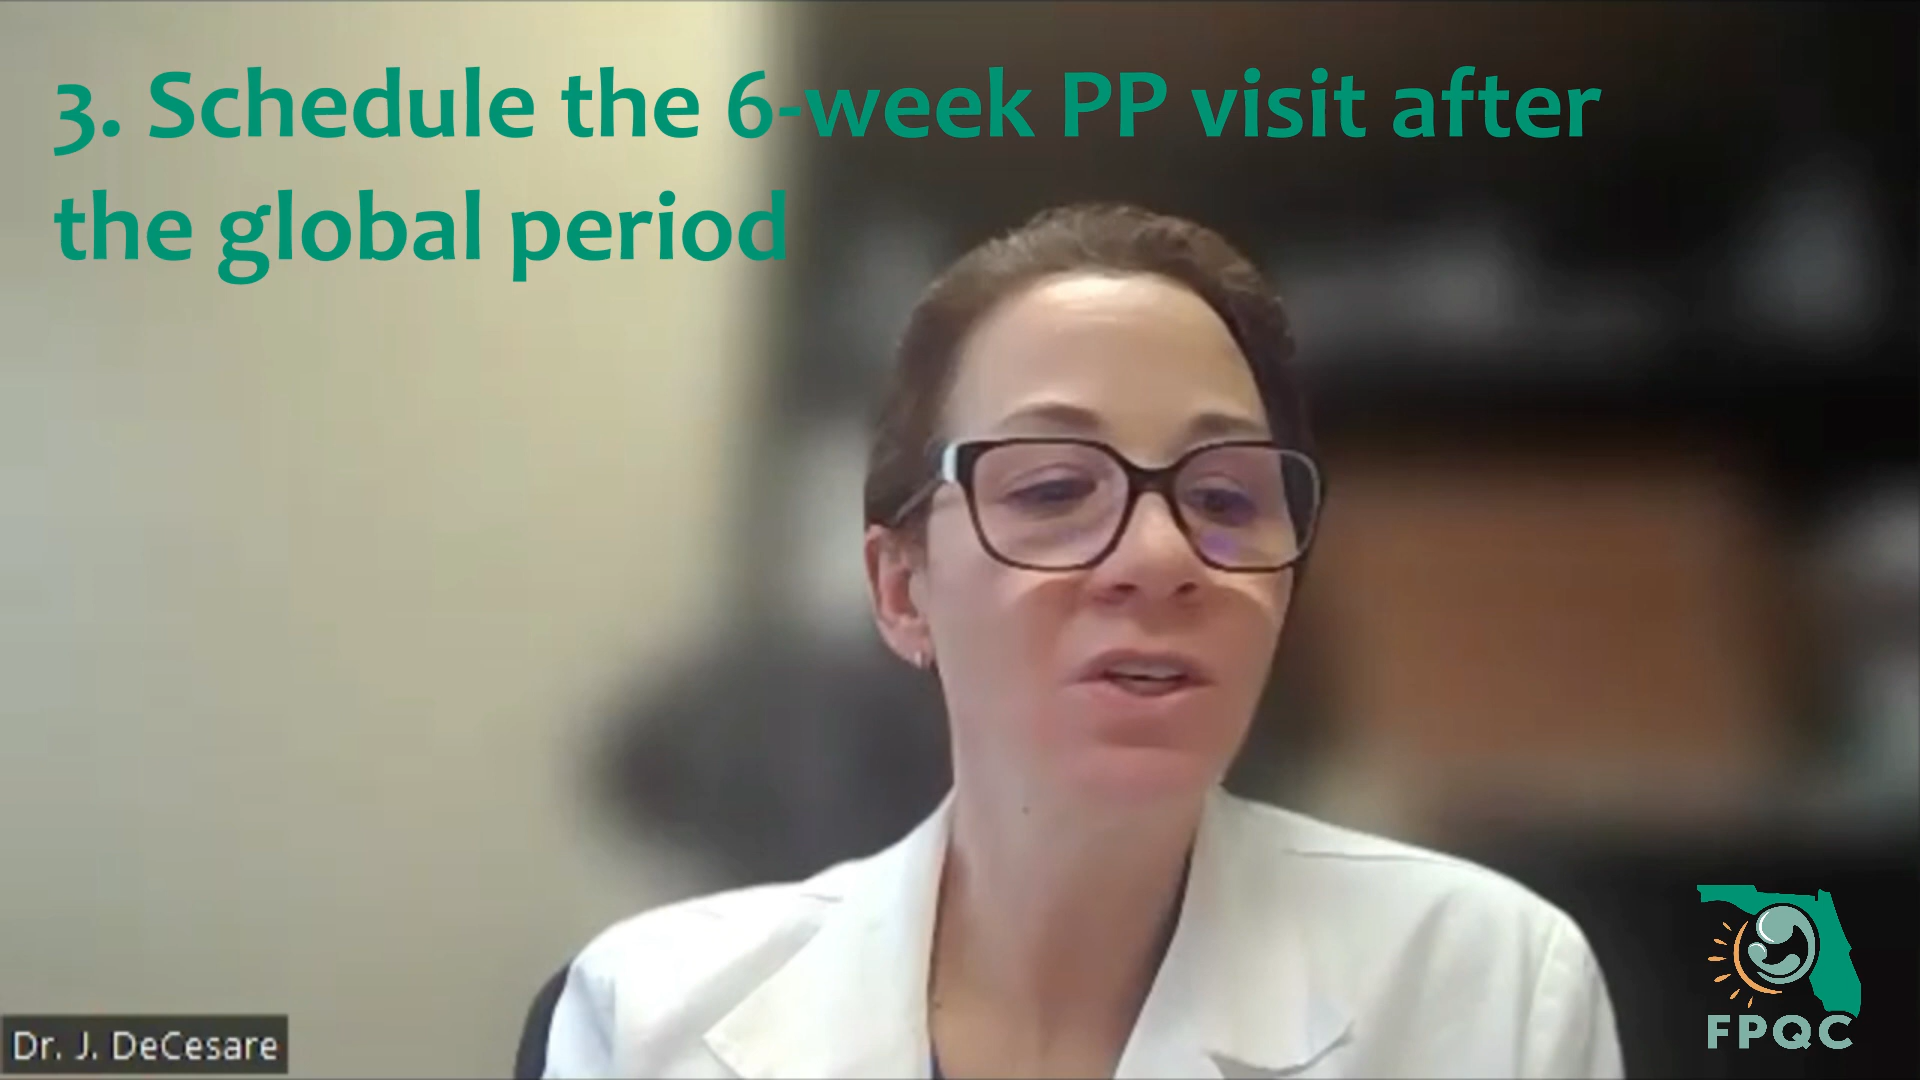 3. Schedule the 6-week PP visit after
the global period
Dr. J. DeCesare
FPQC